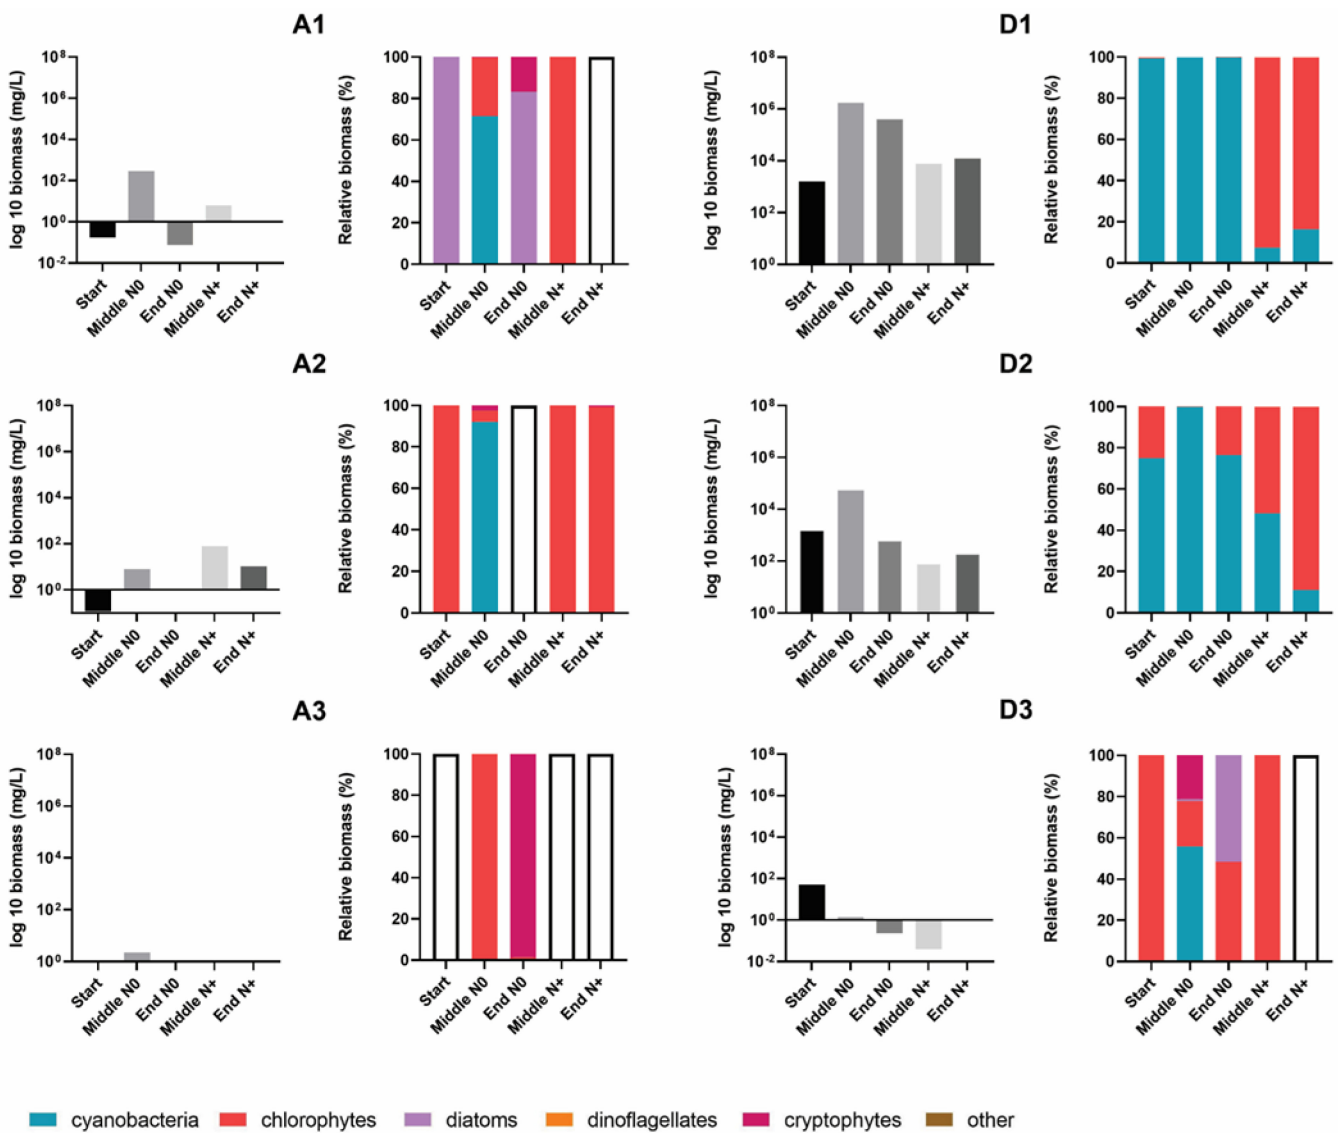 A1
log 10 biomass (mg/L)
10⁸
10⁶
10⁴
10²
10⁰
10⁻²
Start
Middle N0
End N0
Middle N+
End N+
Relative biomass (%)
100
80
60
40
20
0
Start
Middle N0
End N0
Middle N+
End N+
D1
log 10 biomass (mg/L)
10⁸
10⁶
10⁴
10²
10⁰
Start
Middle N0
End N0
Middle N+
End N+
Relative biomass (%)
100
80
60
40
20
0
Start
Middle N0
End N0
Middle N+
End N+
A2
log 10 biomass (mg/L)
10⁸
10⁶
10⁴
10²
10⁰
Start
Middle N0
End N0
Middle N+
End N+
Relative biomass (%)
100
80
60
40
20
0
Start
Middle N0
End N0
Middle N+
End N+
D2
log 10 biomass (mg/L)
10⁸
10⁶
10⁴
10²
10⁰
Start
Middle N0
End N0
Middle N+
End N+
Relative biomass (%)
100
80
60
40
20
0
Start
Middle N0
End N0
Middle N+
End N+
A3
log 10 biomass (mg/L)
10⁸
10⁶
10⁴
10²
10⁰
Start
Middle N0
End N0
Middle N+
End N+
Relative biomass (%)
100
80
60
40
20
0
Start
Middle N0
End N0
Middle N+
End N+
D3
log 10 biomass (mg/L)
10⁸
10⁶
10⁴
10²
10⁰
10⁻²
Start
Middle N0
End N0
Middle N+
End N+
Relative biomass (%)
100
80
60
40
20
0
Start
Middle N0
End N0
Middle N+
End N+
cyanobacteria chlorophytes diatoms dinoflagellates cryptophytes other